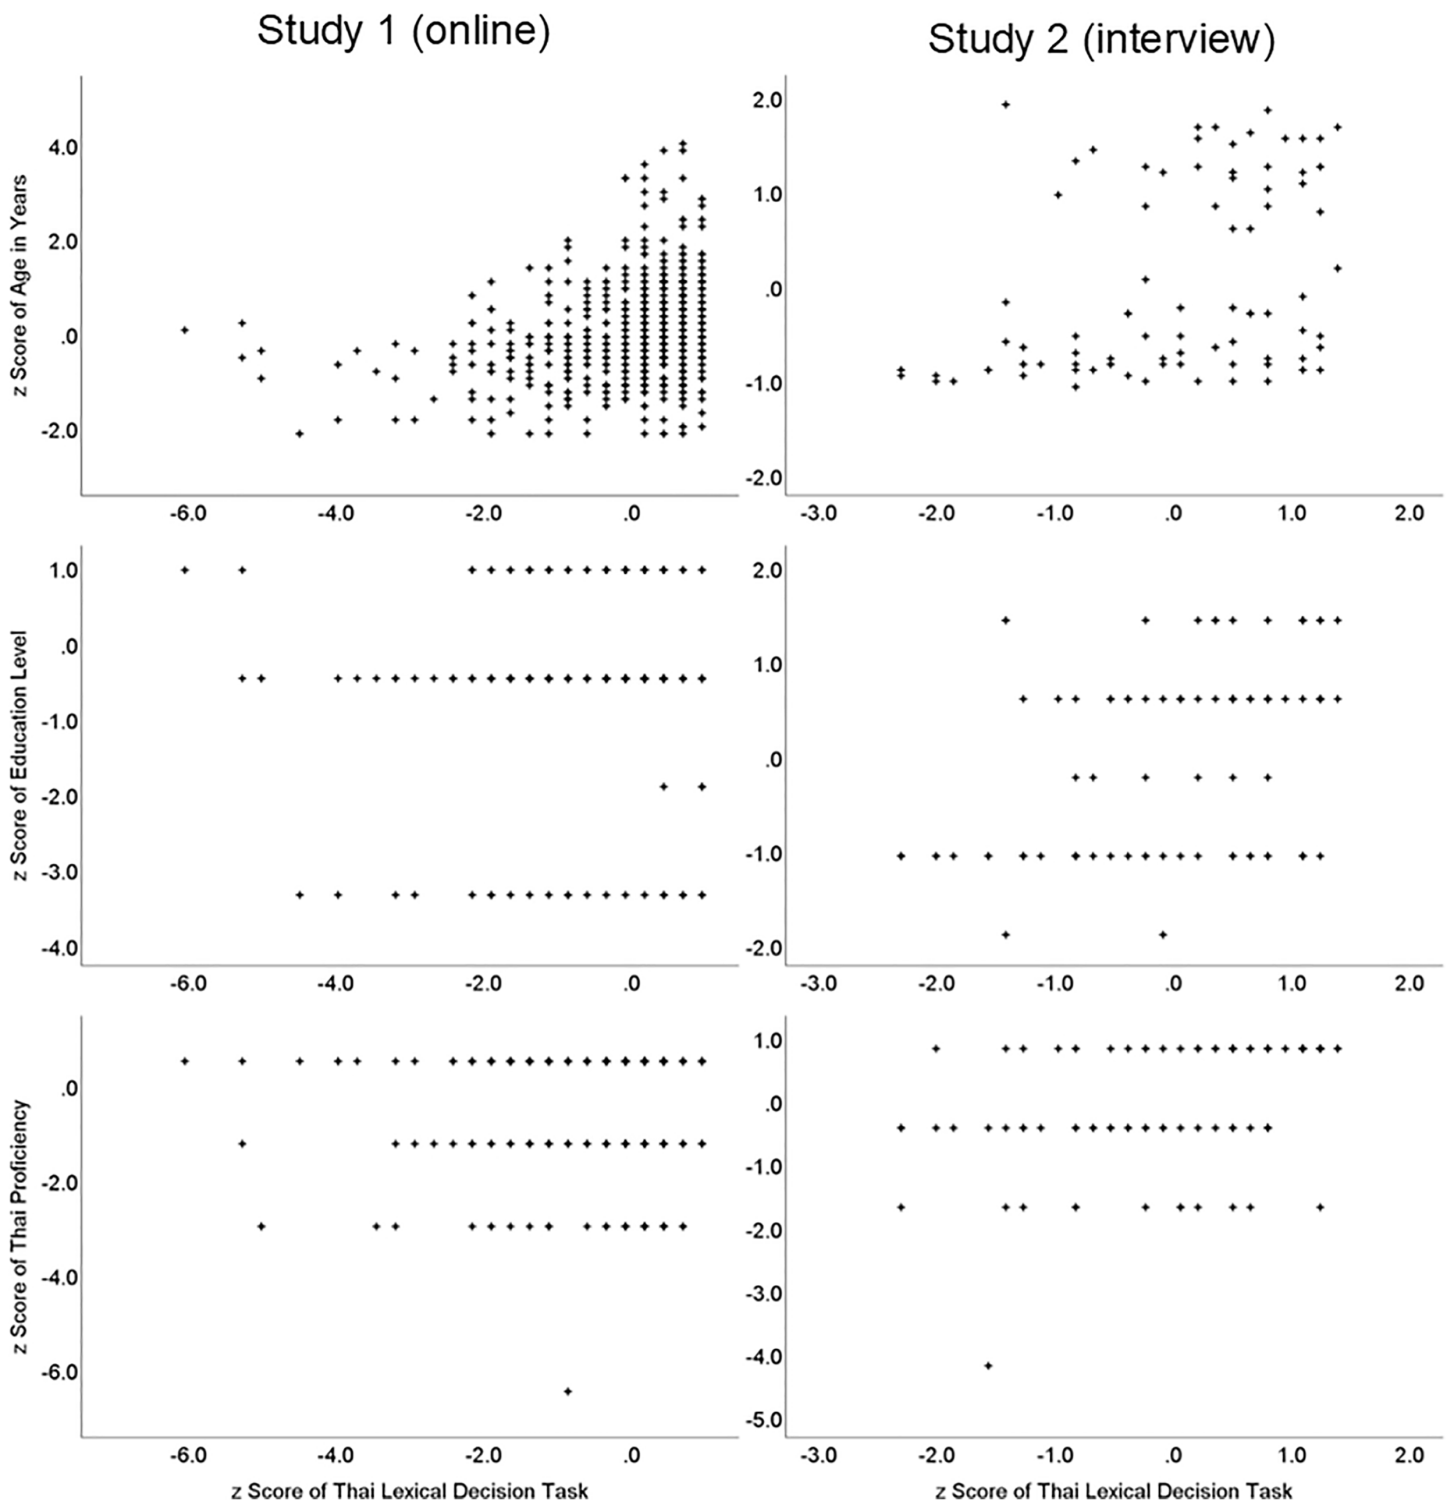 Study 1 (online)
Study 2 (interview)
z Score of Age in Years
4.0
2.0
.0
-2.0
-6.0 -4.0 -2.0 .0
2.0
1.0
.0
-1.0
-2.0
-3.0 -2.0 -1.0 .0 1.0 2.0
z Score of Education Level
1.0
.0
-1.0
-2.0
-3.0
-4.0
-6.0 -4.0 -2.0 .0
2.0
1.0
.0
-1.0
-2.0
-3.0 -2.0 -1.0 .0 1.0 2.0
z Score of Thai Proficiency
.0
-2.0
-4.0
-6.0
-6.0 -4.0 -2.0 .0
z Score of Thai Lexical Decision Task
1.0
.0
-1.0
-2.0
-3.0
-4.0
-5.0
-3.0 -2.0 -1.0 .0 1.0 2.0
z Score of Thai Lexical Decision Task